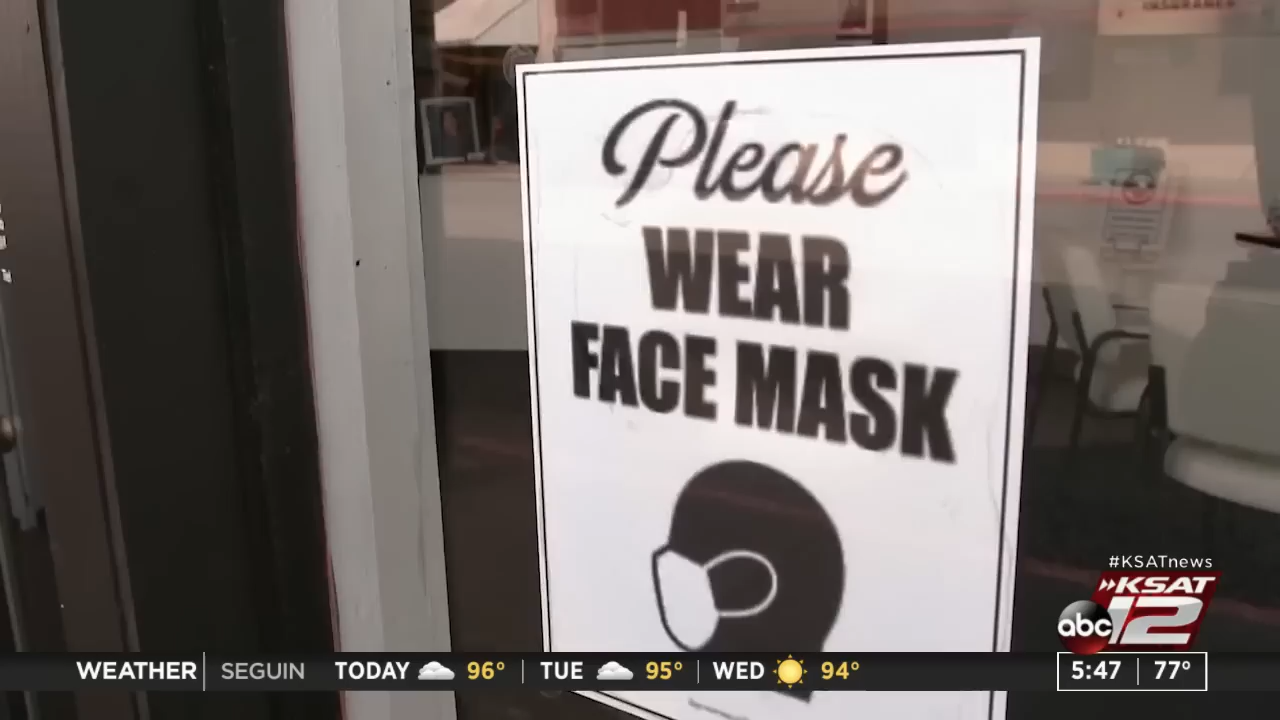 INSURANCE
Please
WEAR
FACE MASK
#KSATnews
KSAT
abc 12
WEATHER SEGUIN TODAY 96° TUE 95° WED 94° 5:47 77°